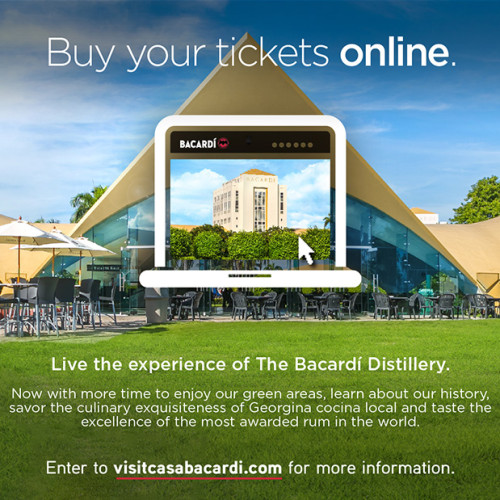 Buy your tickets online.
BACARDÍ
BACARDÍ
Live the experience of The Bacardí Distillery.
Now with more time to enjoy our green areas, learn about our history,
savor the culinary exquisiteness of Georgina cocina local and taste the
excellence of the most awarded rum in the world.
Enter to visitcasabacardi.com for more information.